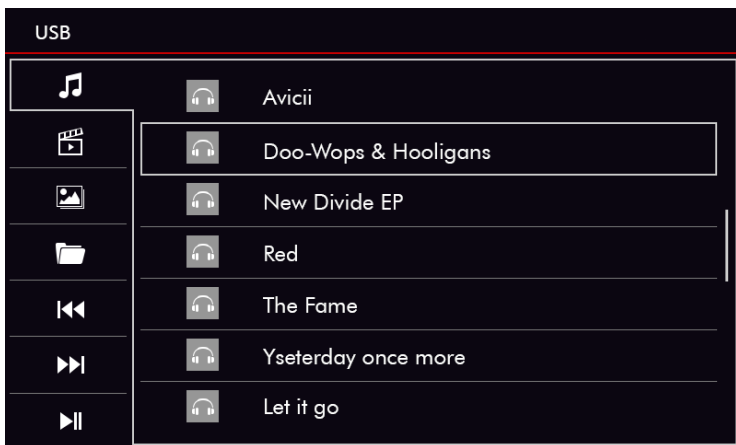 USB
Avicii
Doo-Wops & Hooligans
New Divide EP
Red
The Fame
Yseterday once more
Let it go